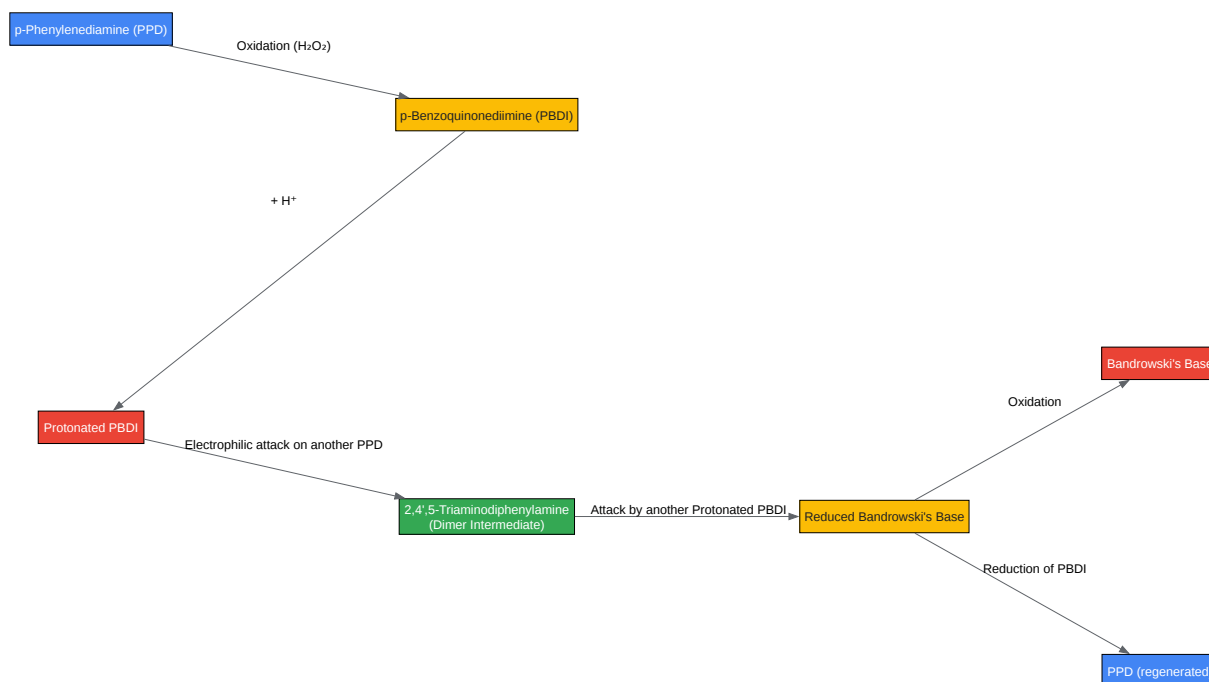 p-Phenylenediamine (PPD)
Oxidation (H₂O₂)
p-Benzoquinonediimine (PBDI)
+ H⁺
Bandrowski's Base
Oxidation
Protonated PBDI
Electrophilic attack on another PPD
2,4',5-Triaminodiphenylamine
(Dimer Intermediate)
Attack by another Protonated PBDI
Reduced Bandrowski's Base
Reduction of PBDI
PPD (regenerated